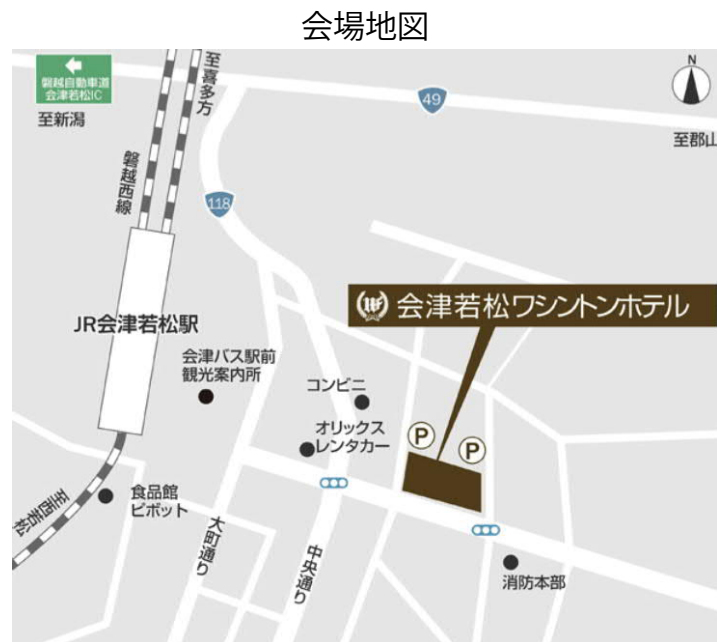 会場地図
磐越自動車道
会津若松IC
至新潟
至喜多方
磐越西線
49
N
至郡山
118
会津若松ワシントンホテル
JR会津若松駅
会津バス駅前
観光案内所
コンビニ
オリックス
レンタカー
P
P
食品館
ピボット
至西若松
大町通り
中央通り
消防本部